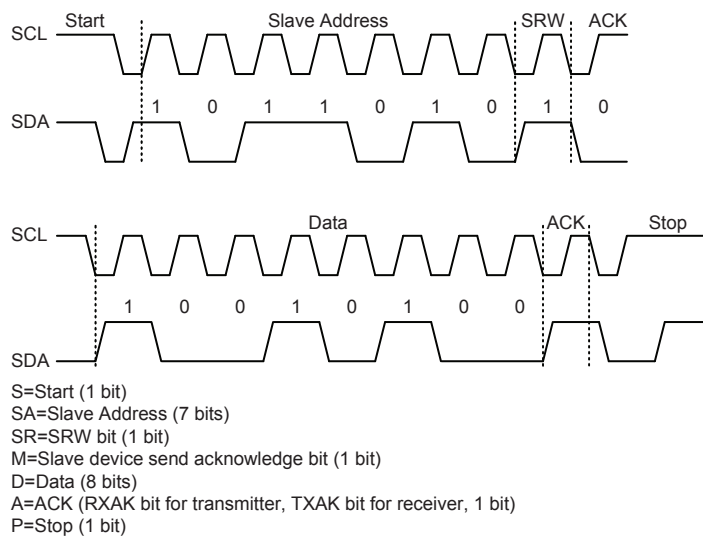 Start Slave Address SRW ACK
SCL
1 0 1 1 0 1 0 1 0
SDA
Data ACK Stop
SCL
1 0 0 1 0 1 0 0
SDA
S=Start (1 bit)
SA=Slave Address (7 bits)
SR=SRW bit (1 bit)
M=Slave device send acknowledge bit (1 bit)
D=Data (8 bits)
A=ACK (RXAK bit for transmitter, TXAK bit for receiver, 1 bit)
P=Stop (1 bit)